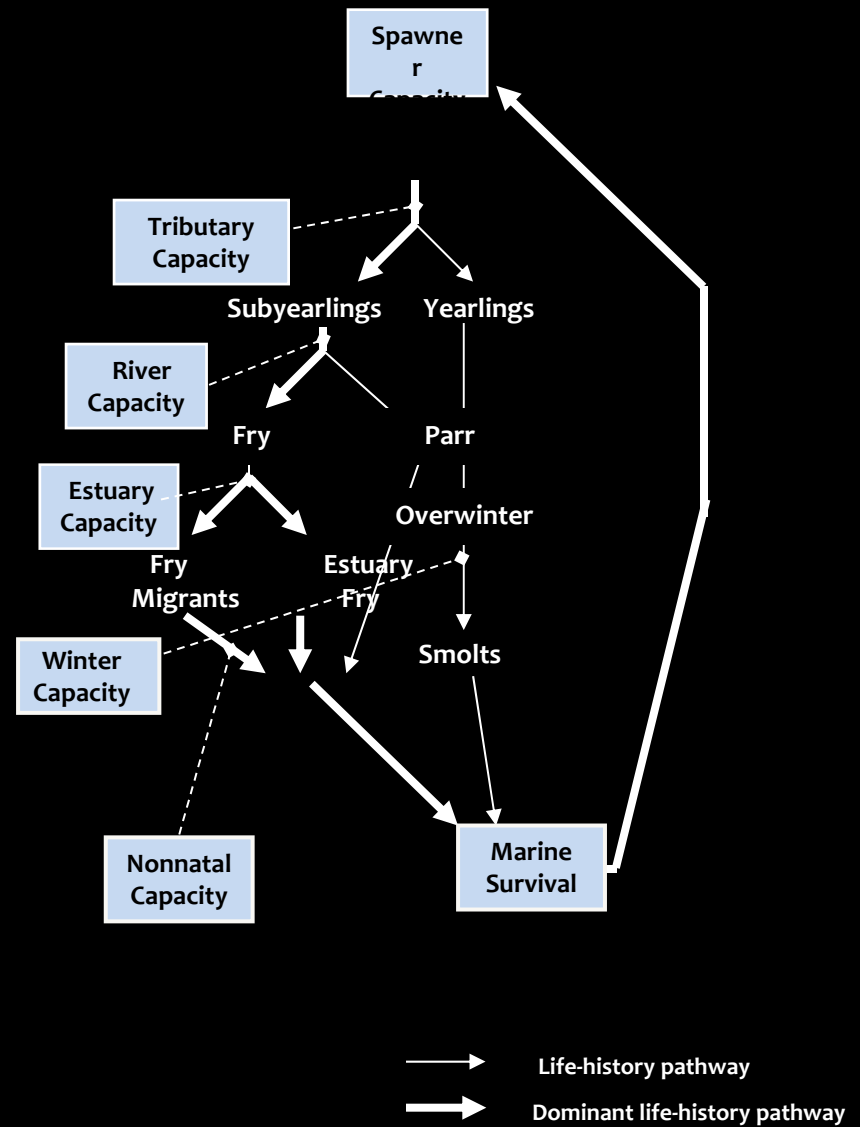 Spawne
r
Capacity
Tributary
Capacity
Subyearlings
Yearlings
River
Capacity
Fry
Parr
Estuary
Capacity
Overwinter
Fry
Migrants
Estuary
Fry
Winter
Capacity
Smolts
Nonnatal
Capacity
Marine
Survival
Life-history pathway
Dominant life-history pathway